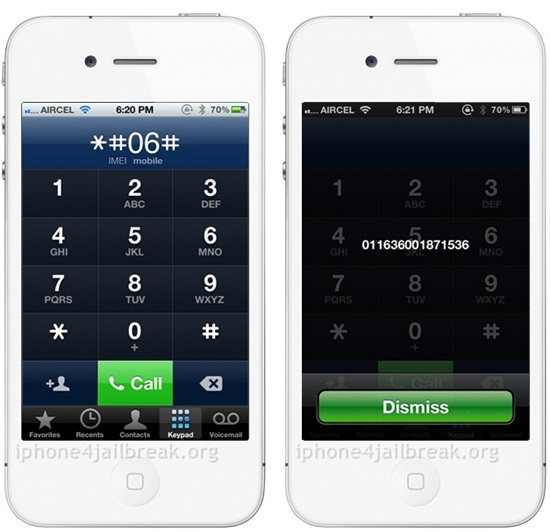 AIRCEL 6:20 PM 70%
*#06#
IMEI mobile
1 2 3
ABC DEF
4 5 6
GHI JKL MNO
7 8 9
PQRS TUV WXYZ
* 0 #
+
+ Call
Favorites Recents Contacts Keypad Voicemail
iphone4jailbreak.org
AIRCEL 6:21 PM 70%
1 2 3
ABC DEF
4 5 6
GHI JKL MNO
011636001871536
7 8 9
PQRS TUV WXYZ
* 0 #
+
Call
Dismiss
iphone4jailbreak.org